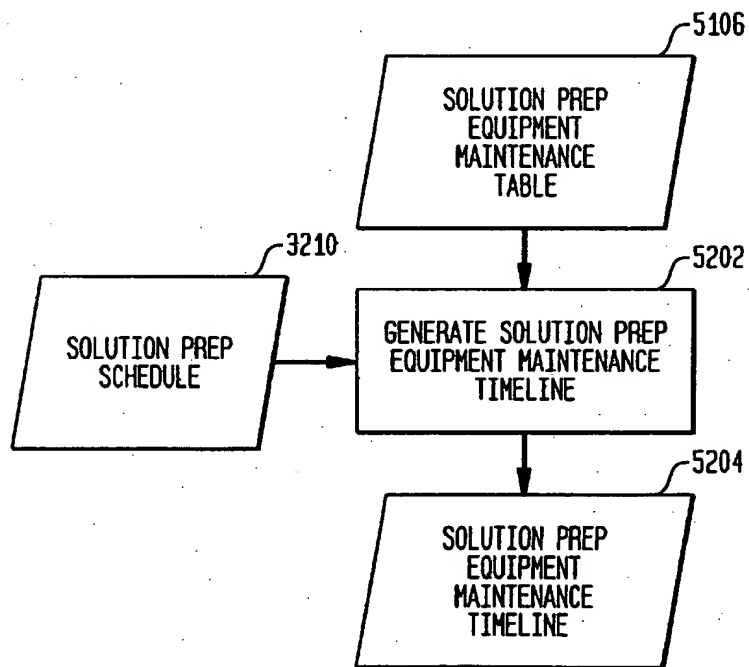 5106
SOLUTION PREP
EQUIPMENT
MAINTENANCE
TABLE
3210
SOLUTION PREP
SCHEDULE
5202
GENERATE SOLUTION PREP
EQUIPMENT MAINTENANCE
TIMELINE
5204
SOLUTION PREP
EQUIPMENT
MAINTENANCE
TIMELINE